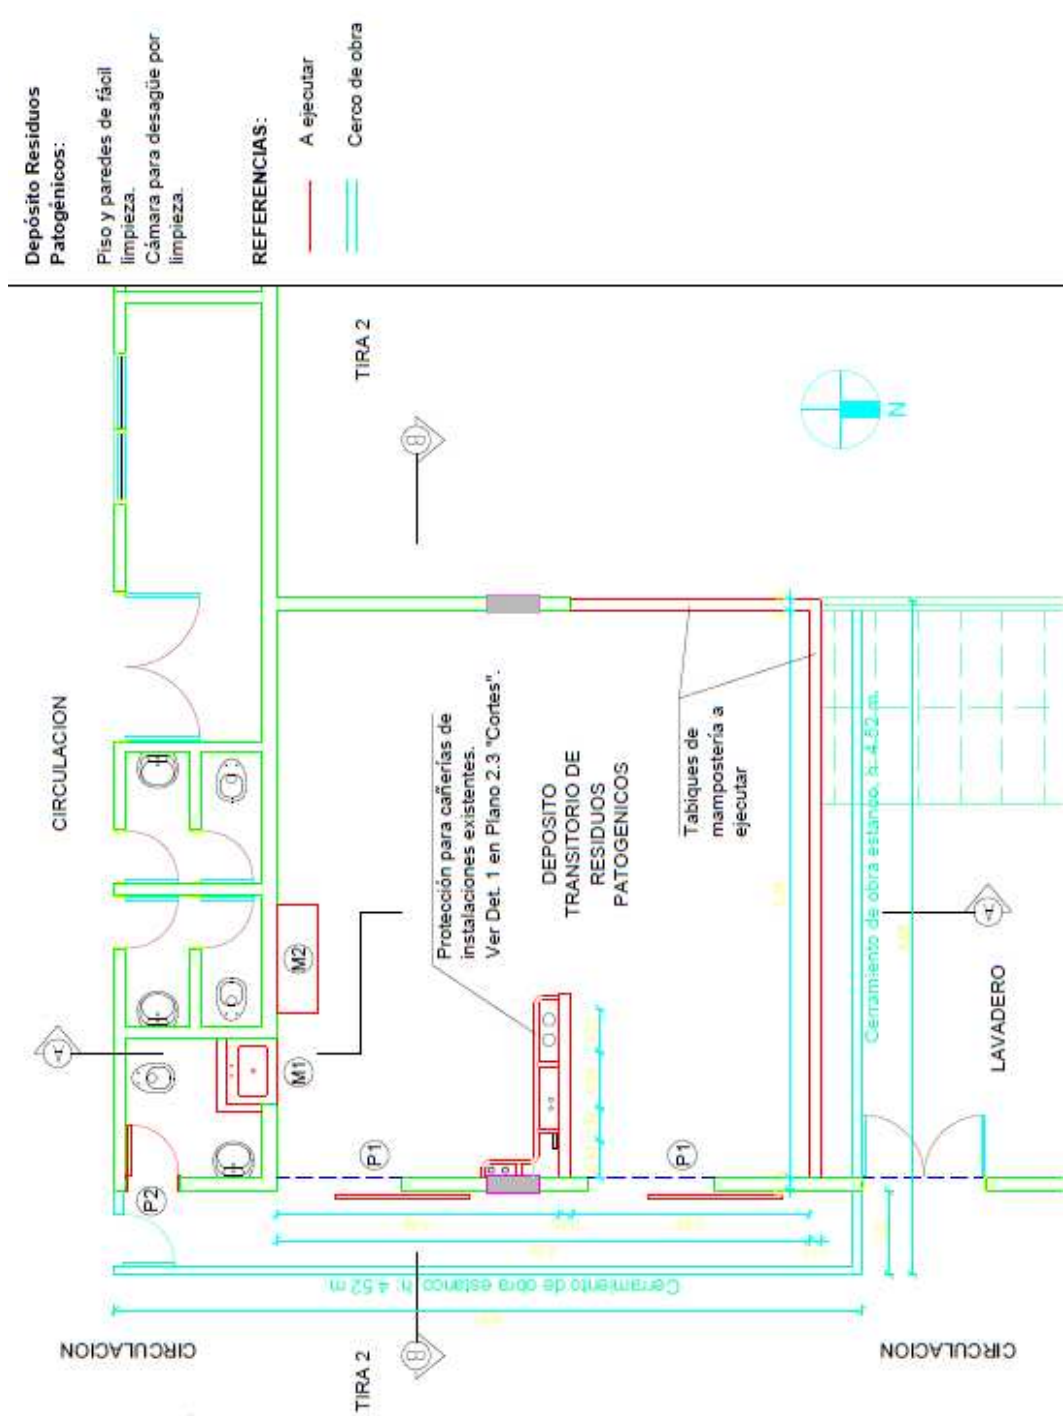 Depósito Residuos
Patogénicos:
Piso y paredes de fácil
limpieza.
Cámara para desagüe por
limpieza.
REFERENCIAS:
A ejecutar
Cerco de obra
CIRCULACION
TIRA 2
B
N
A
P2
M1
M2
Protección para cañerías de
instalaciones existentes.
Ver Det. 1 en Plano 2.3 "Cortes".
DEPOSITO
TRANSITORIO DE
RESIDUOS
PATOGENICOS
Tabiques de
mampostería a
ejecutar
P1
P1
Cerramiento de obra estanco. h: 4.52 m.
Cerramiento de obra estanco. h: 4.52 m.
A
LAVADERO
B
TIRA 2
CIRCULACION
CIRCULACION